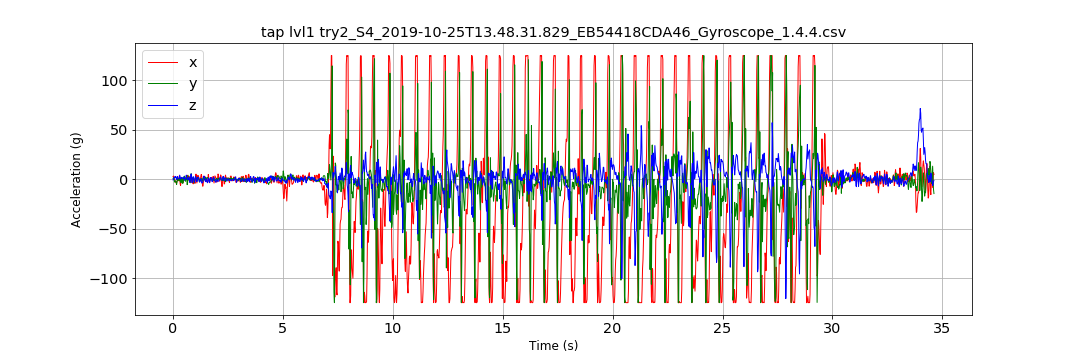 tap lvl1 try2_S4_2019-10-25T13.48.31.829_EB54418CDA46_Gyroscope_1.4.4.csv
x
y
z
Acceleration (g)
100
50
0
−50
−100
0 5 10 15 20 25 30 35
Time (s)